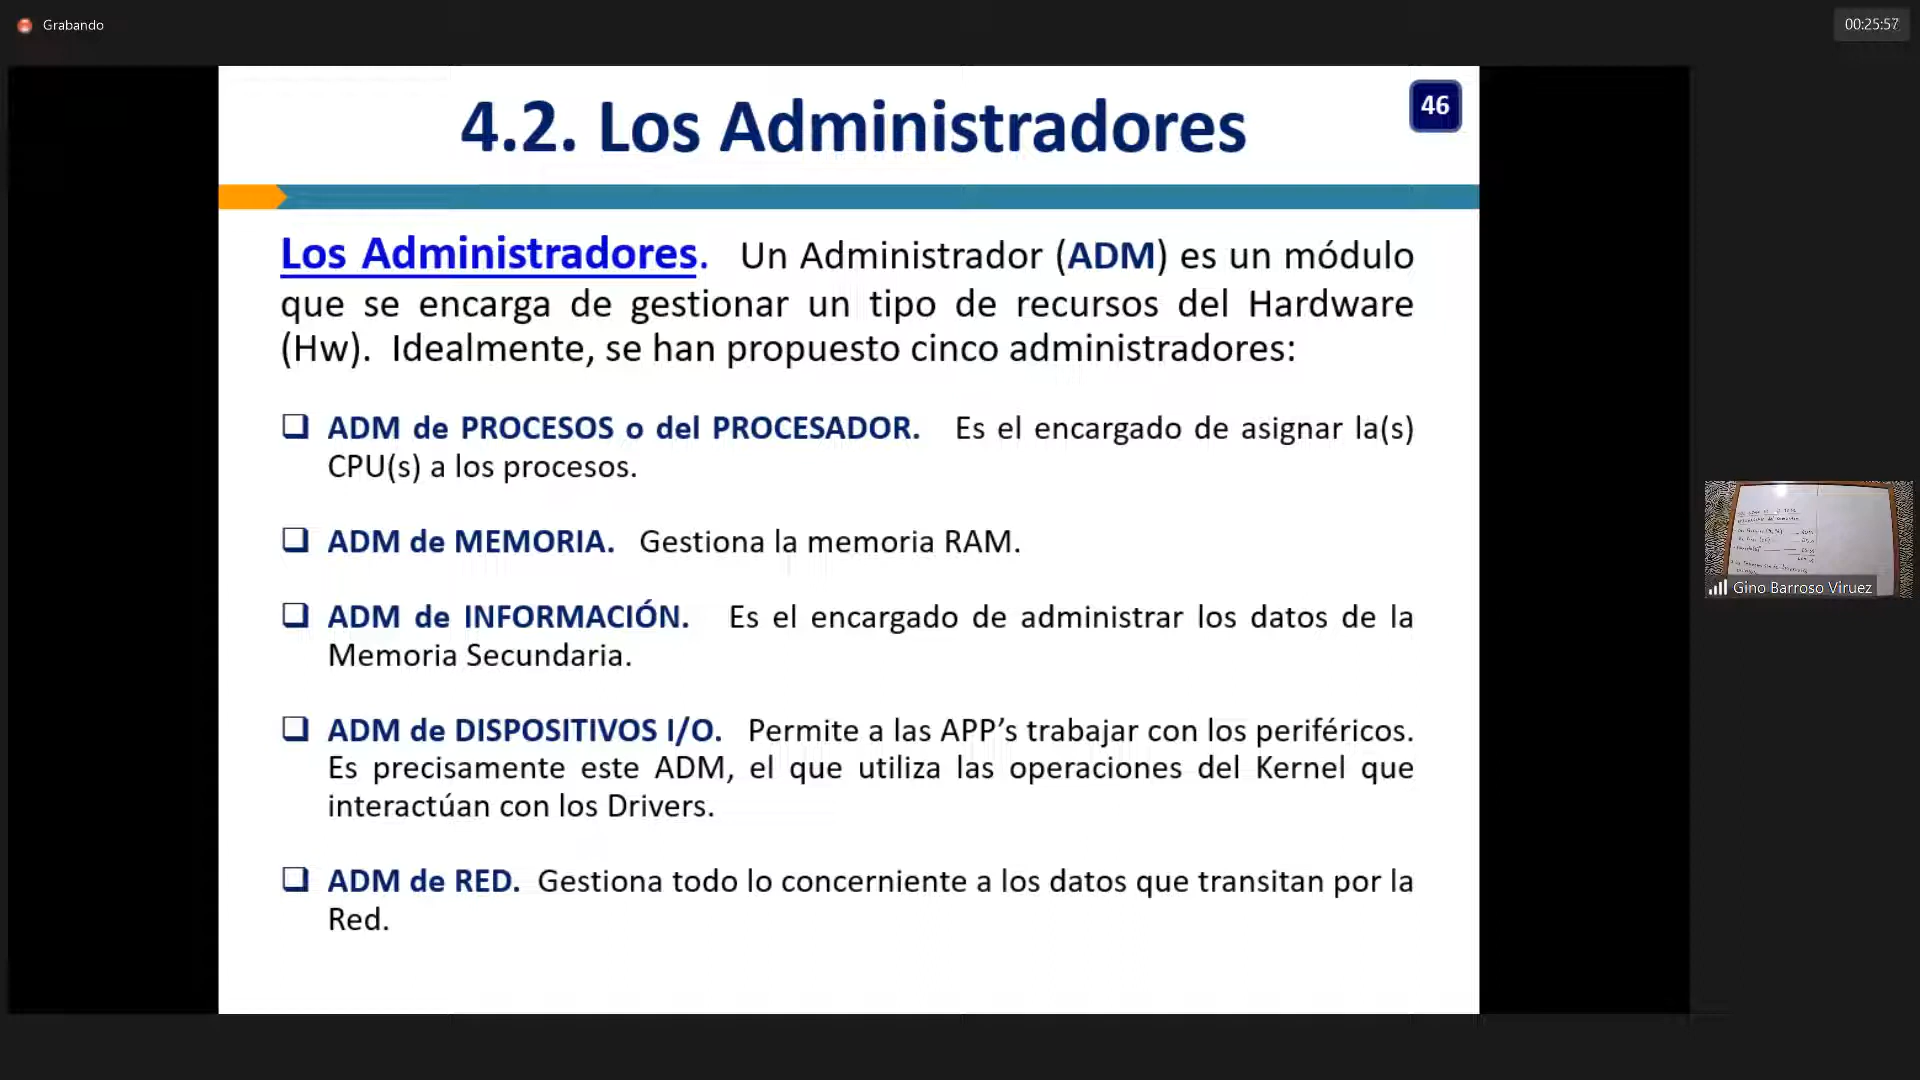 Grabando
00:25:57
4.2. Los Administradores
46
Los Administradores. Un Administrador (ADM) es un módulo
que se encarga de gestionar un tipo de recursos del Hardware
(Hw). Idealmente, se han propuesto cinco administradores:
❑ ADM de PROCESOS o del PROCESADOR. Es el encargado de asignar la(s)
CPU(s) a los procesos.
❑ ADM de MEMORIA. Gestiona la memoria RAM.
❑ ADM de INFORMACIÓN. Es el encargado de administrar los datos de la
Memoria Secundaria.
❑ ADM de DISPOSITIVOS I/O. Permite a las APP’s trabajar con los periféricos.
Es precisamente este ADM, el que utiliza las operaciones del Kernel que
interactúan con los Drivers.
❑ ADM de RED. Gestiona todo lo concerniente a los datos que transitan por la
Red.
Gino Barroso Viruez